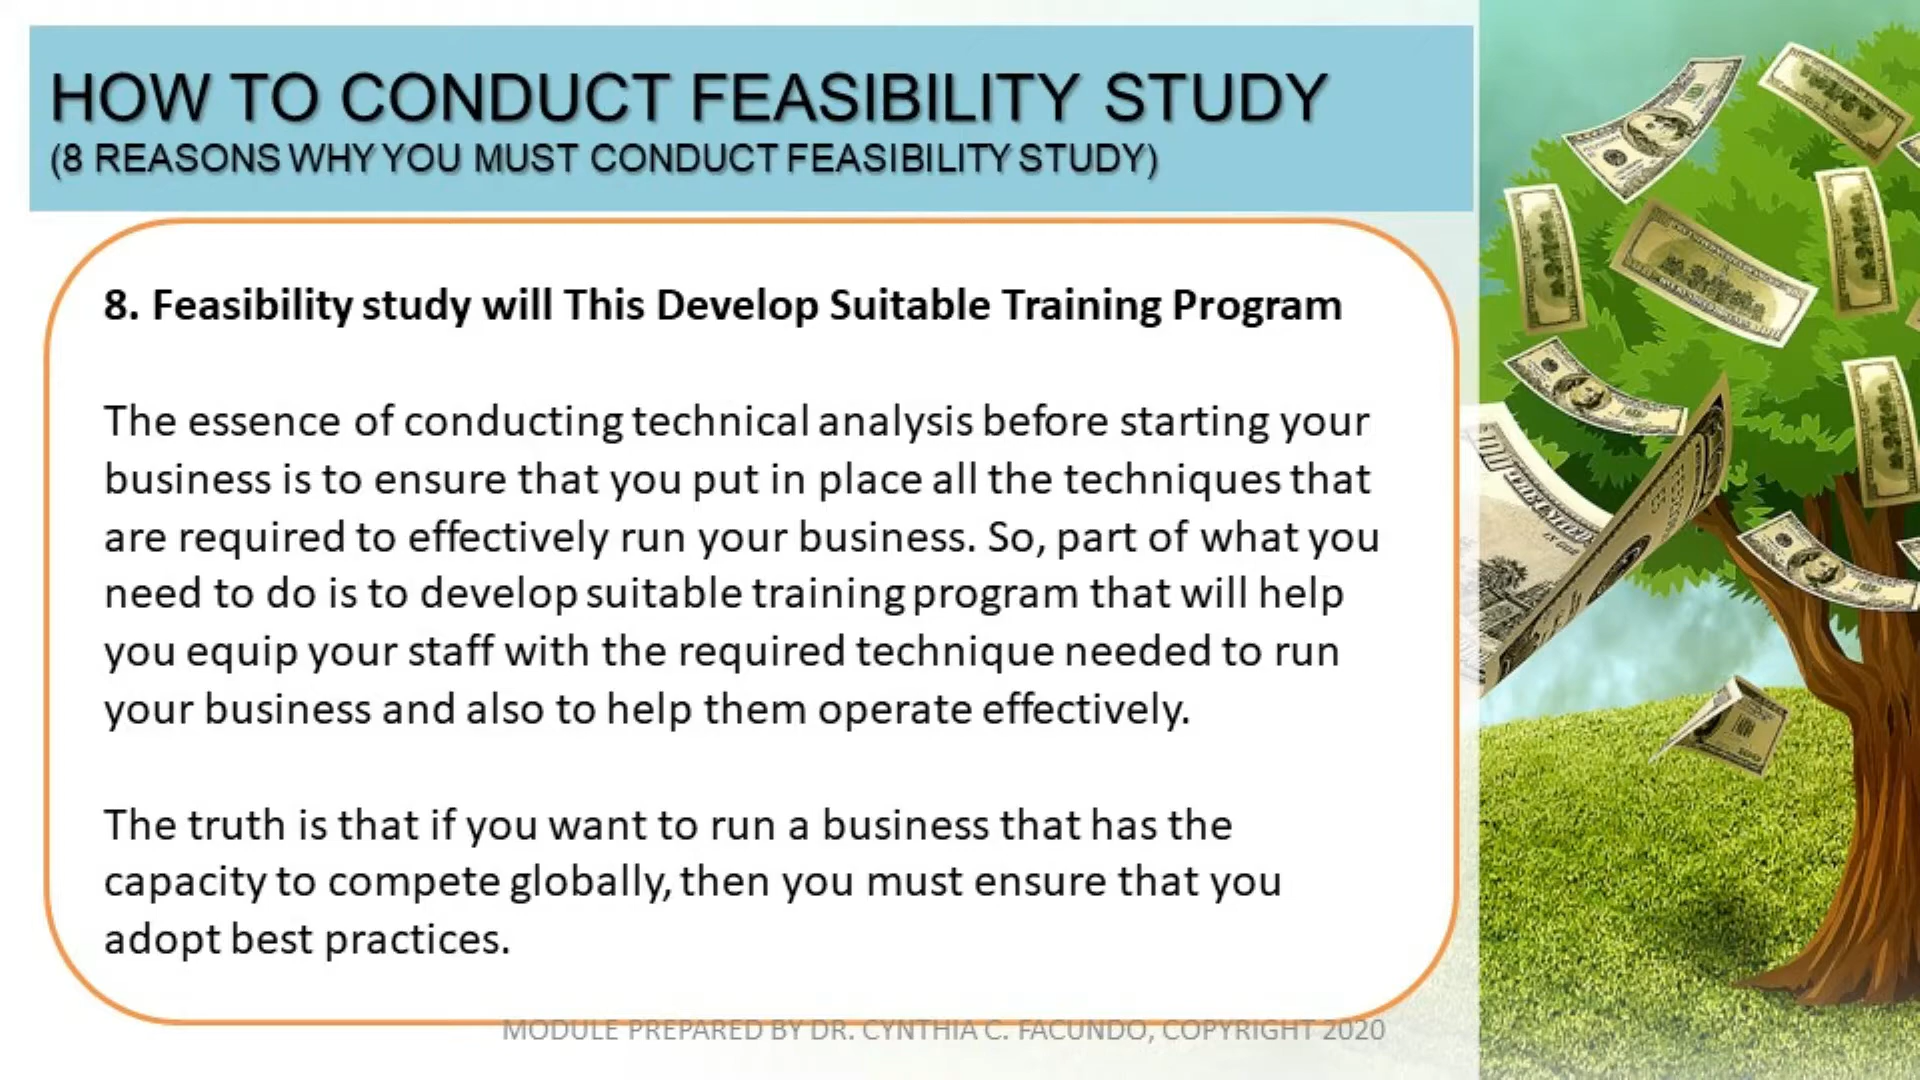 HOW TO CONDUCT FEASIBILITY STUDY
(8 REASONS WHY YOU MUST CONDUCT FEASIBILITY STUDY)
8. Feasibility study will This Develop Suitable Training Program
The essence of conducting technical analysis before starting your
business is to ensure that you put in place all the techniques that
are required to effectively run your business. So, part of what you
need to do is to develop suitable training program that will help
you equip your staff with the required technique needed to run
your business and also to help them operate effectively.
The truth is that if you want to run a business that has the
capacity to compete globally, then you must ensure that you
adopt best practices.
MODULE PREPARED BY DR. CYNTHIA C. FACUNDO, COPYRIGHT 2020